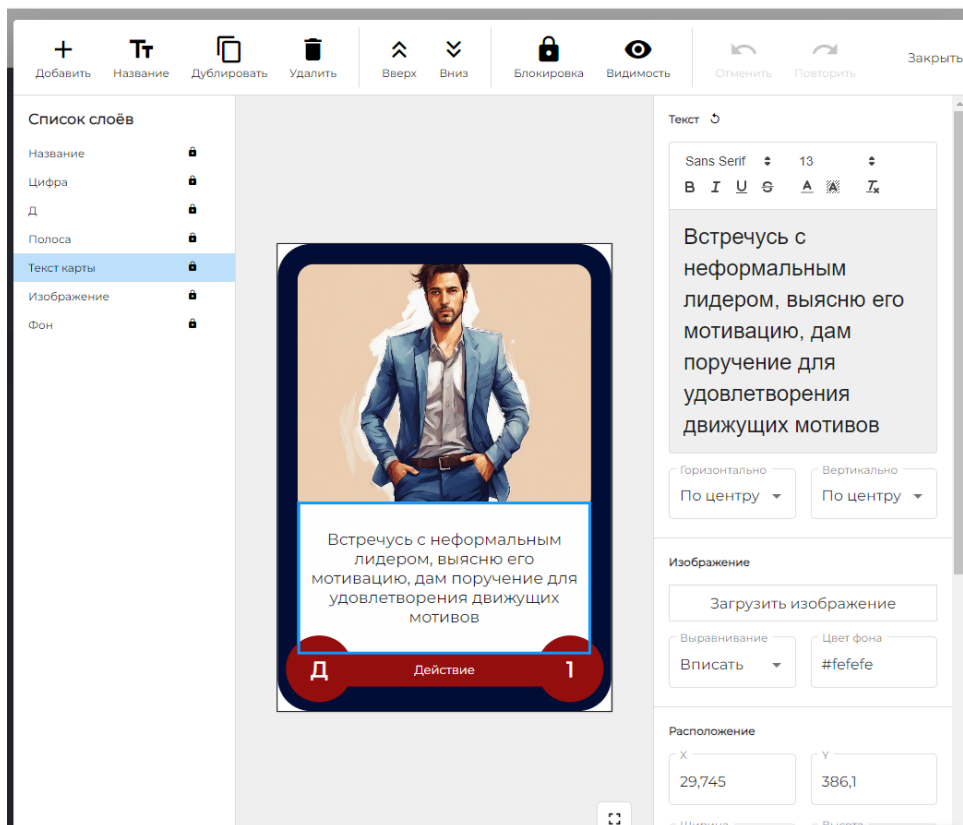 Добавить
Название
Дублировать
Удалить
Вверх
Вниз
Блокировка
Видимость
Отменить
Повторить
Закрыть
Список слоёв
Название
Цифра
Д
Полоса
Текст карты
Изображение
Фон
Встречусь с неформальным
лидером, выясню его
мотивацию, дам поручение для
удовлетворения движущих
мотивов
Д
Действие
1
Текст
Sans Serif
13
B I U S A A Tx
Встречусь с
неформальным
лидером, выясню его
мотивацию, дам
поручение для
удовлетворения
движущих мотивов
Горизонтально
По центру
Вертикально
По центру
Изображение
Загрузить изображение
Выравнивание
Вписать
Цвет фона
#fefefe
Расположение
X
29,745
Y
386,1
Ширина
Высота